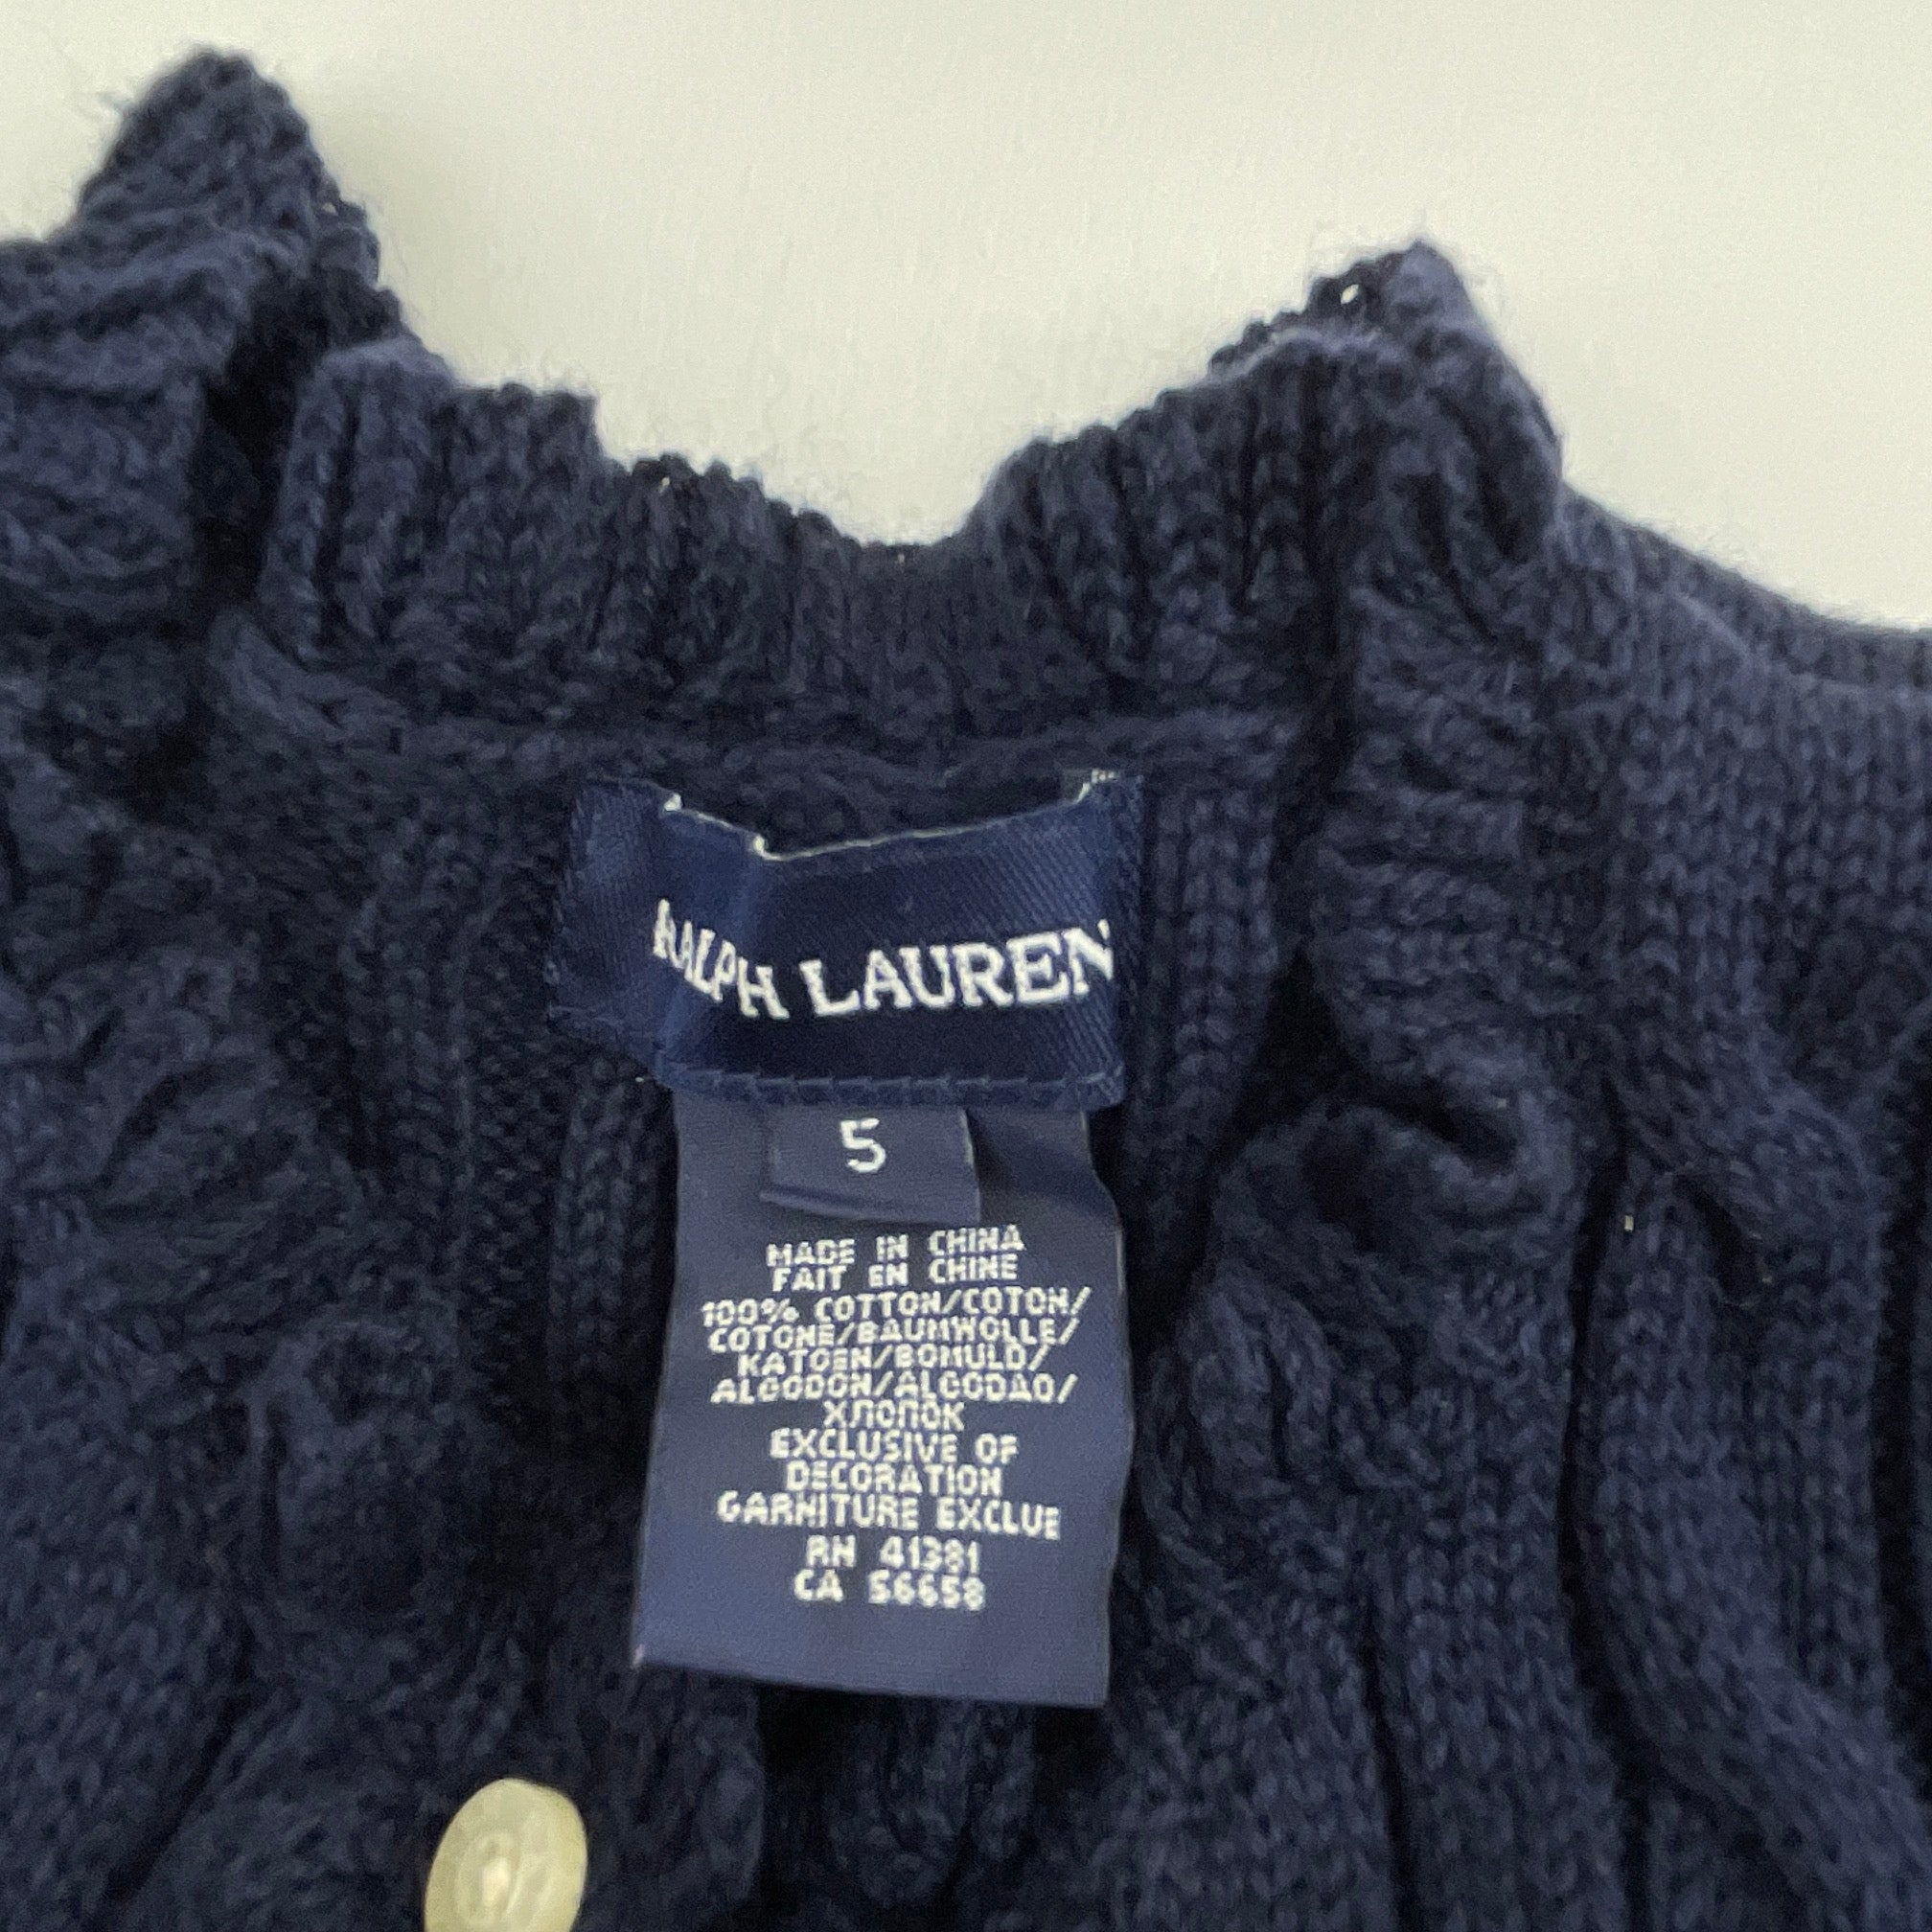 RALPH LAUREN
5
MADE IN CHINA
FAIT EN CHINE
100% COTTON/COTON/
COTONE/BAUMWOLLE/
KATOEN/BOMULD/
ALGODON/ALGODAO/
ХЛОПОК
EXCLUSIVE OF
DECORATION
GARNITURE EXCLUE
RN 41381
CA 56658